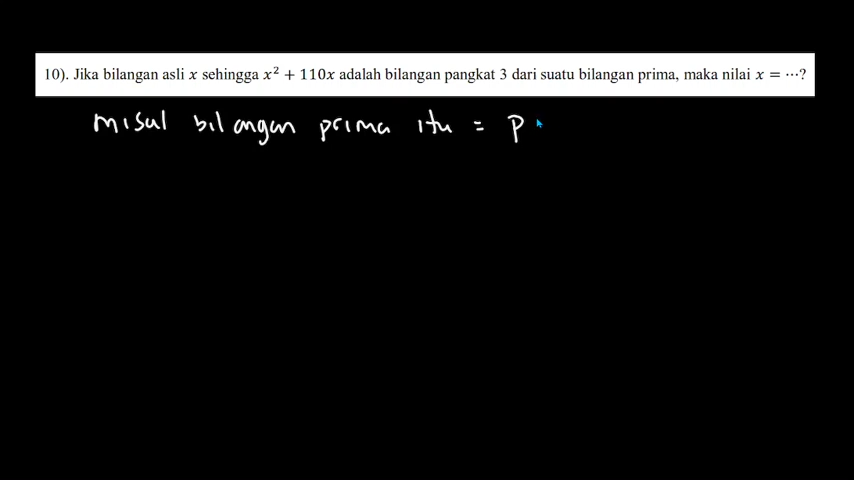 10). Jika bilangan asli x sehingga x² + 110x adalah bilangan pangkat 3 dari suatu bilangan prima, maka nilai x = ⋯?
misal bilangan prima itu = p